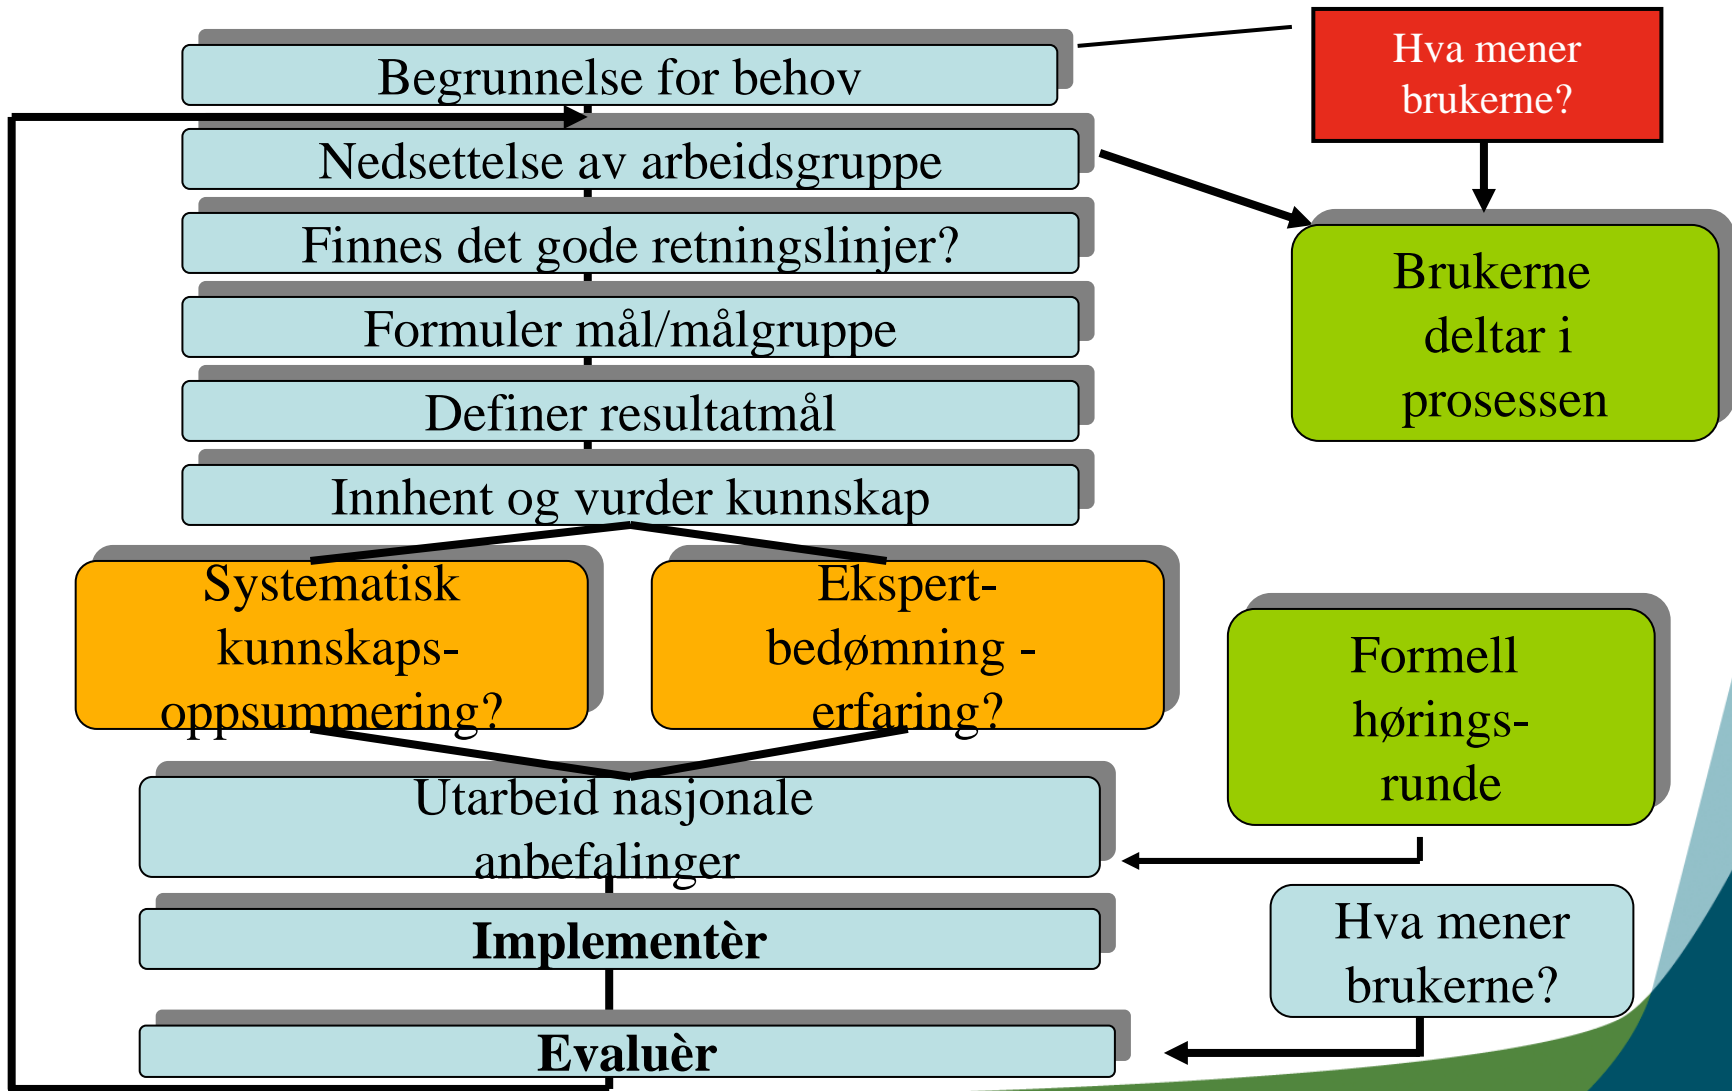 Begrunnelse for behov
Hva mener
brukerne?
Nedsettelse av arbeidsgruppe
Finnes det gode retningslinjer?
Brukerne
deltar i
prosessen
Formuler mål/målgruppe
Definer resultatmål
Innhent og vurder kunnskap
Systematisk
kunnskaps-
oppsummering?
Ekspert-
bedømning -
erfaring?
Formell
hørings-
runde
Utarbeid nasjonale
anbefalinger
Implementèr
Hva mener
brukerne?
Evaluèr